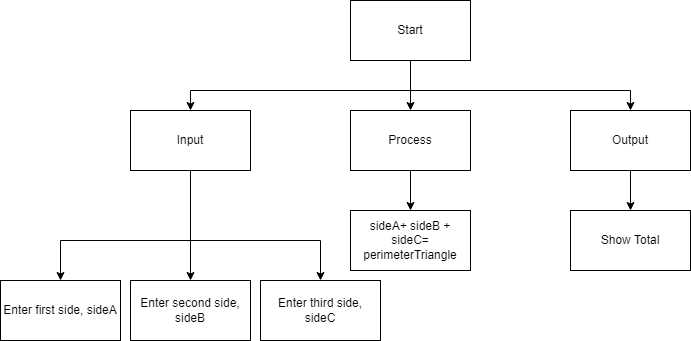 Start
Input
Process
Output
sideA+ sideB +
sideC=
perimeterTriangle
Show Total
Enter first side, sideA
Enter second side,
sideB
Enter third side,
sideC